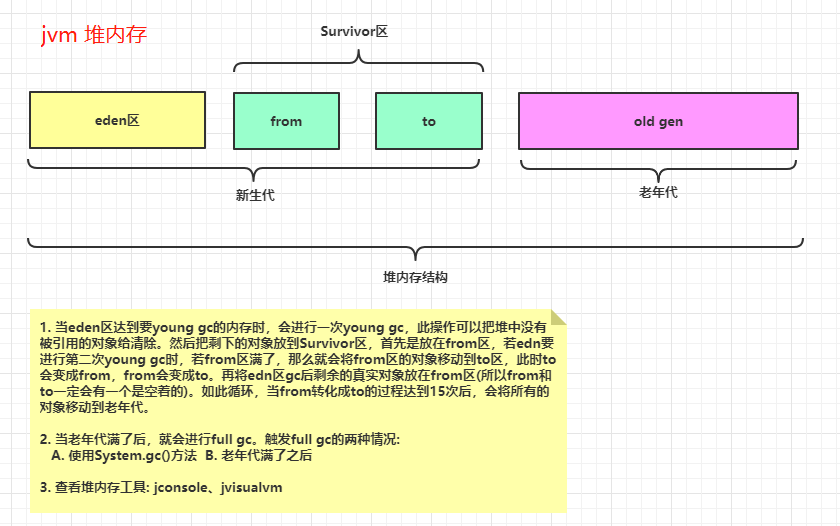 jvm 堆内存
Survivor区
eden区
from
to
old gen
新生代
老年代
堆内存结构
1. 当eden区达到要young gc的内存时，会进行一次young gc，此操作可以把堆中没有
被引用的对象给清除。然后把剩下的对象放到Survivor区，首先是放在from区，若edn要
进行第二次young gc时，若from区满了，那么就会将from区的对象移动到to区，此时to
会变成from，from会变成to。再将edn区gc后剩余的真实对象放在from区(所以from和
to一定会有一个是空着的)。如此循环，当from转化成to的过程达到15次后，会将所有的
对象移动到老年代。
2. 当老年代满了后，就会进行full gc。触发full gc的两种情况:
A. 使用System.gc()方法 B. 老年代满了之后
3. 查看堆内存工具: jconsole、jvisualvm